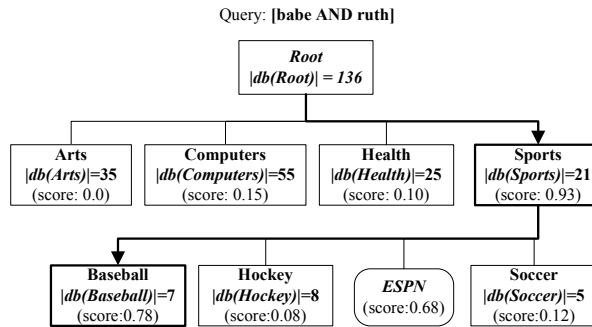 Query: [babe AND ruth]
Root
|db(Root)| = 136
Arts
|db(Arts)|=35
(score: 0.0)
Computers
|db(Computers)|=55
(score: 0.15)
Health
|db(Health)|=25
(score: 0.10)
Sports
|db(Sports)|=21
(score: 0.93)
Baseball
|db(Baseball)|=7
(score:0.78)
Hockey
|db(Hockey)|=8
(score:0.08)
ESPN
(score:0.68)
Soccer
|db(Soccer)|=5
(score:0.12)